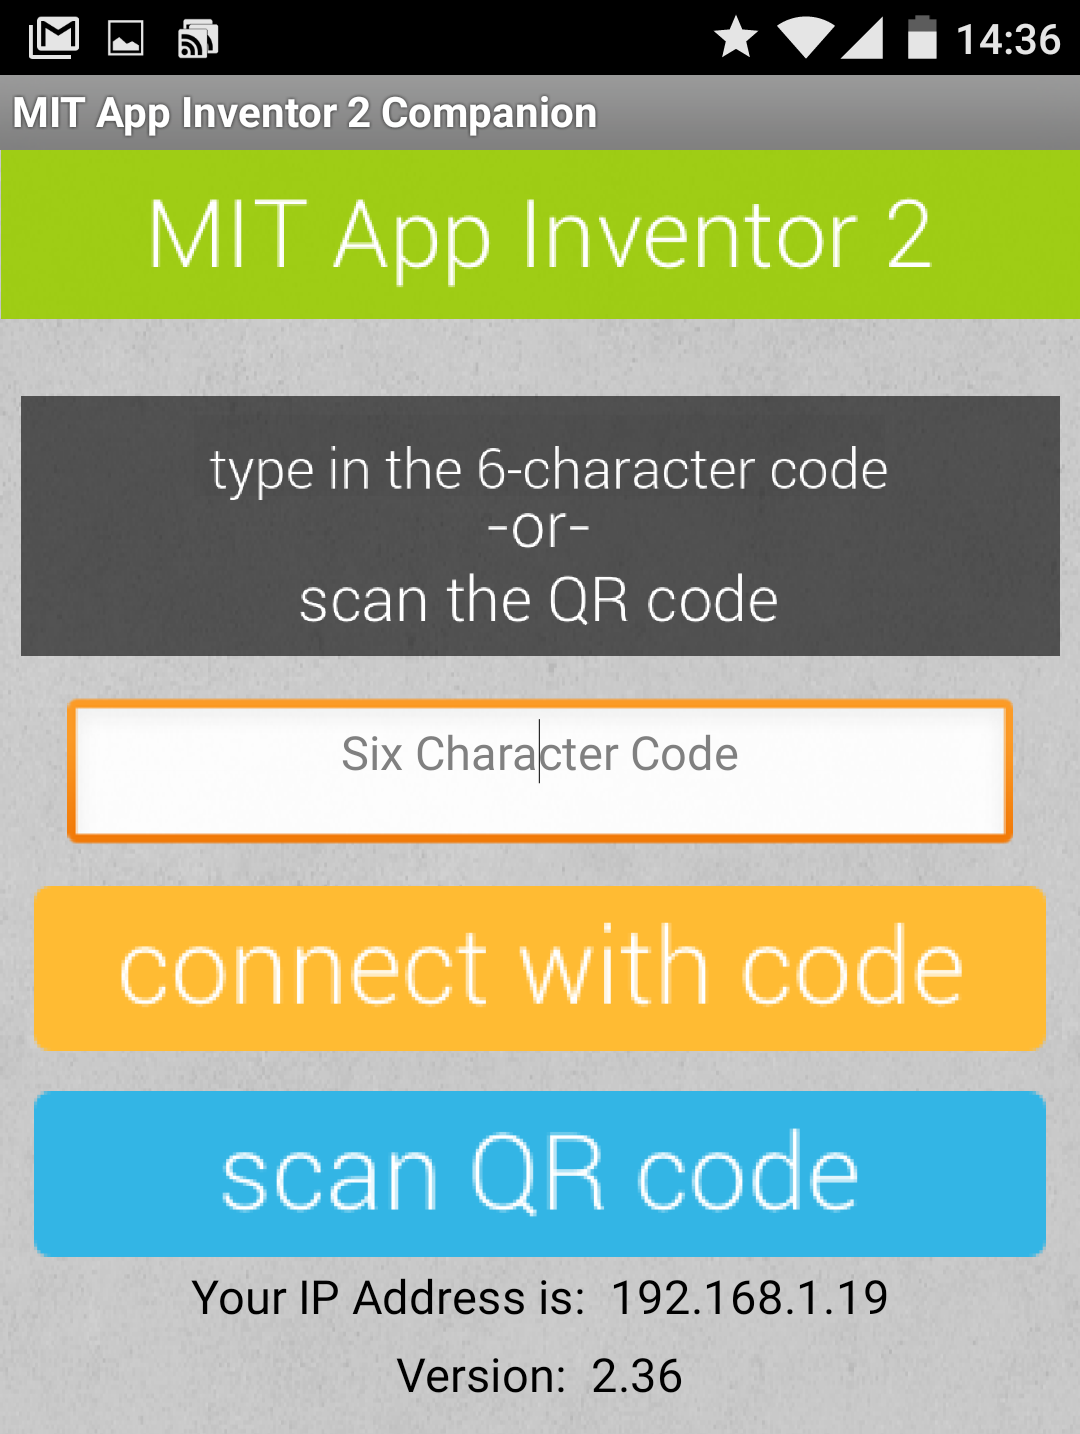 14:36
MIT App Inventor 2 Companion
MIT App Inventor 2
type in the 6-character code
-or-
scan the QR code
Six Character Code
connect with code
scan QR code
Your IP Address is: 192.168.1.19
Version: 2.36